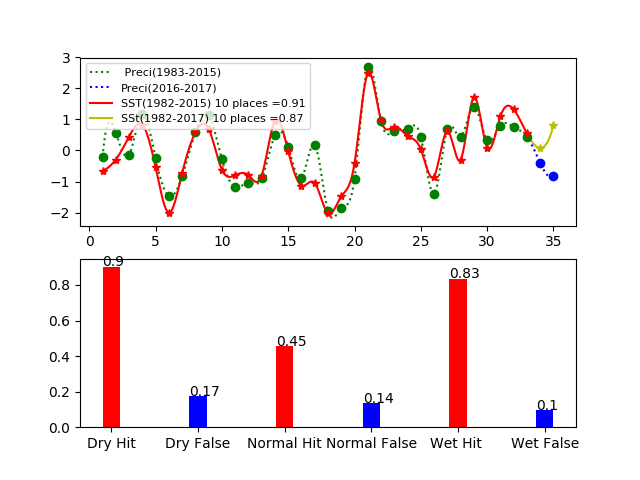 3
2
1
0
−1
−2
Preci(1983-2015)
Preci(2016-2017)
SST(1982-2015) 10 places =0.91
SSt(1982-2017) 10 places =0.87
0 5 10 15 20 25 30 35
0.8
0.6
0.4
0.2
0.0
0.9
0.17
0.45
0.14
0.83
0.1
Dry Hit Dry False Normal Hit Normal False Wet Hit Wet False